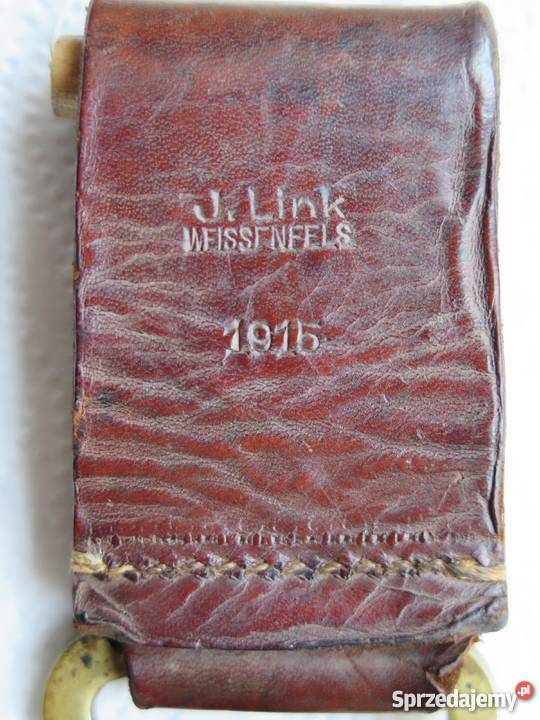 J. Link
WEISSENFELS
1915
Sprzedajemy.pl